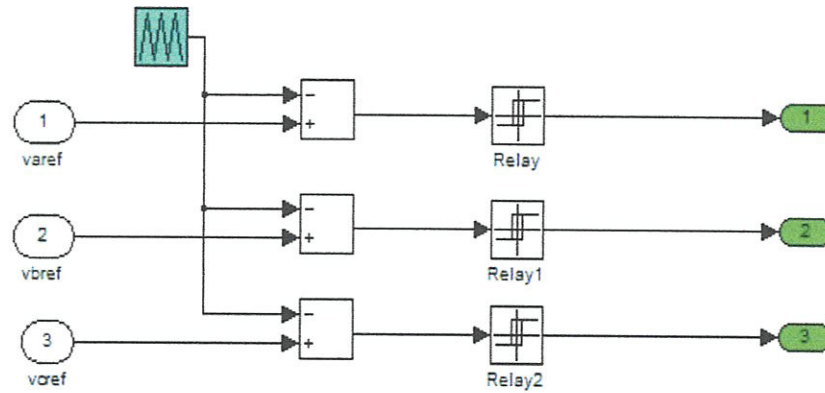 -
1
+
1
varef
Relay
-
2
+
2
vbref
Relay1
-
3
+
3
vcref
Relay2